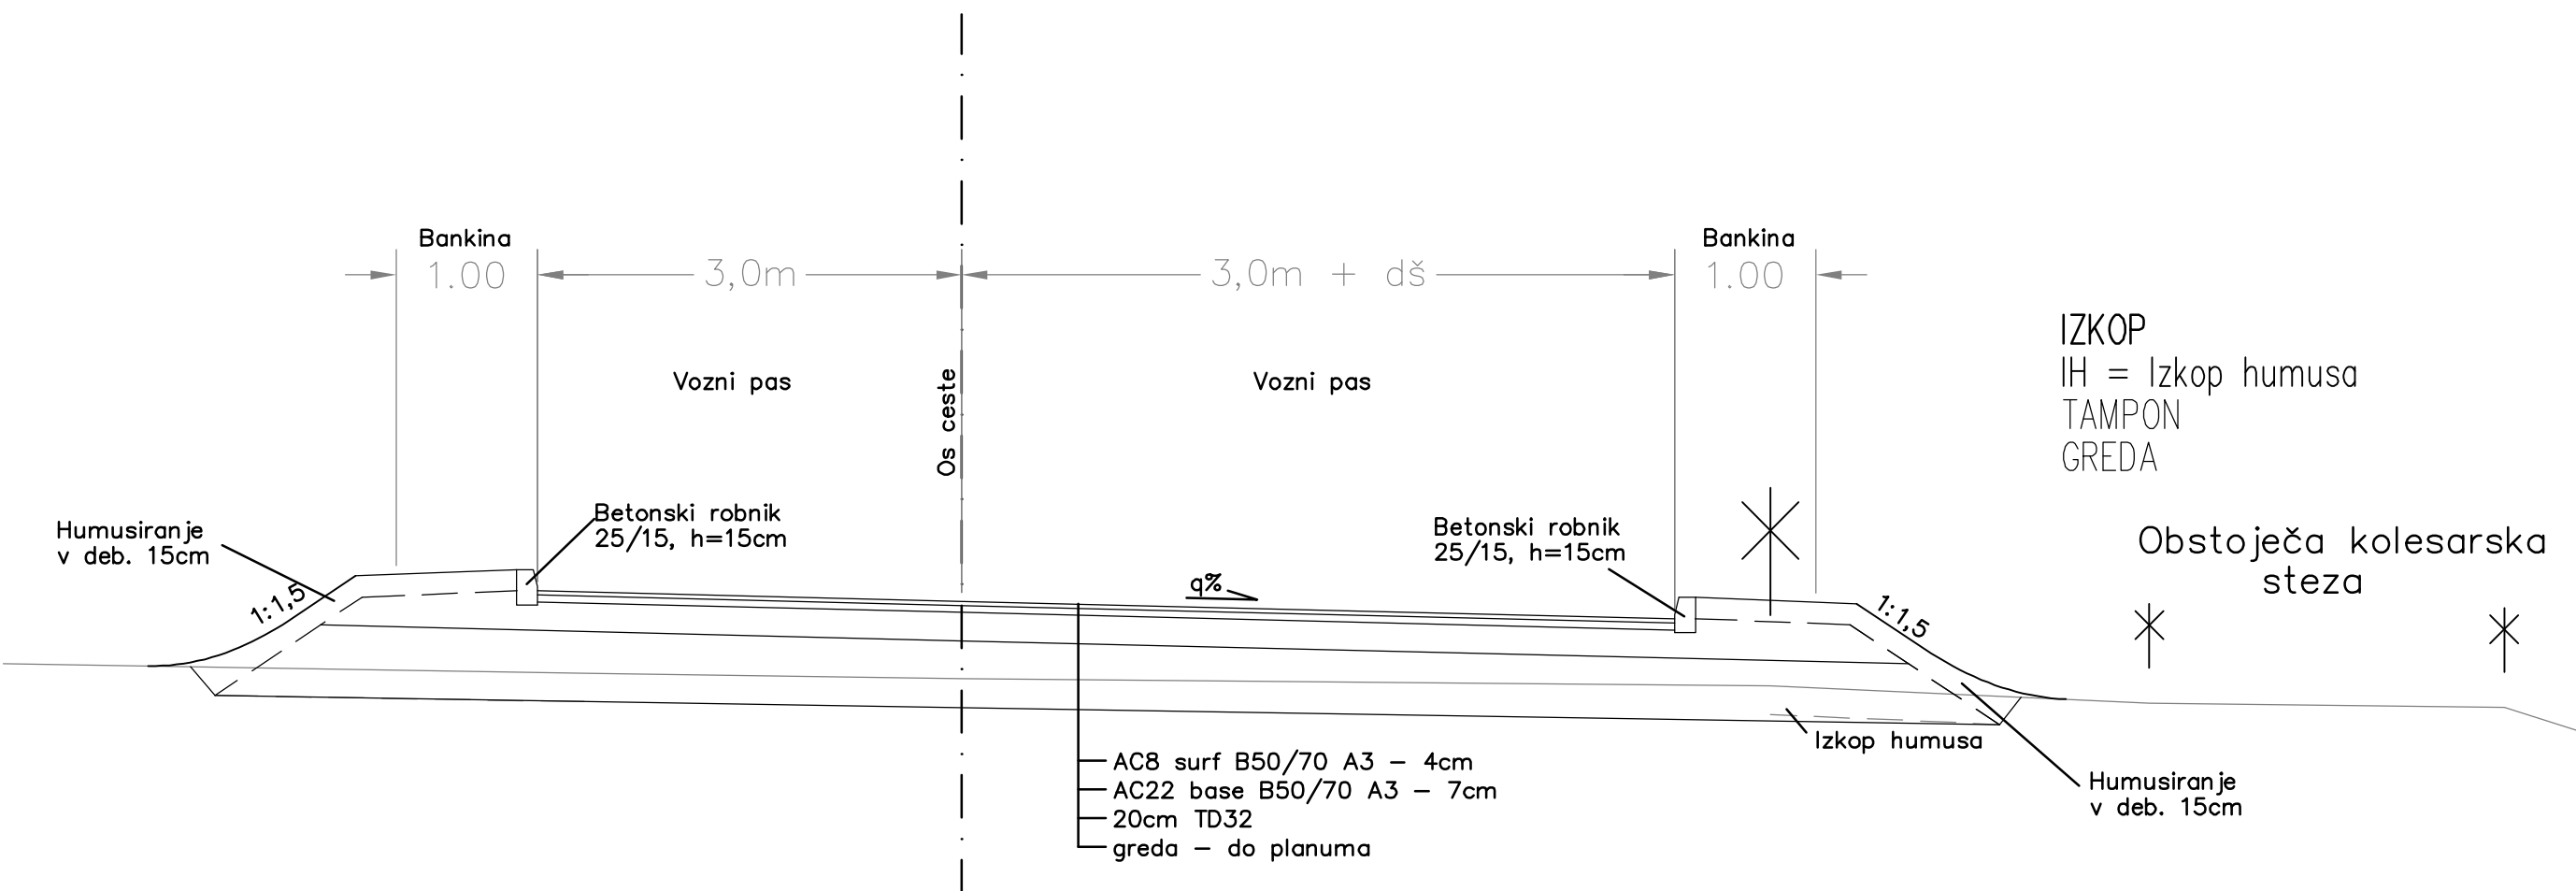 Bankina
1.00
3,0m
3,0m + dš
Bankina
1.00
IZKOP
IH = Izkop humusa
TAMPON
GREDA
Vozni pas
Os ceste
Vozni pas
Humusiranje
v deb. 15cm
1:1,5
Betonski robnik
25/15, h=15cm
q%
Betonski robnik
25/15, h=15cm
1:1,5
Obstoječa kolesarska
steza
Izkop humusa
AC8 surf B50/70 A3 – 4cm
AC22 base B50/70 A3 – 7cm
20cm TD32
greda – do planuma
Humusiranje
v deb. 15cm